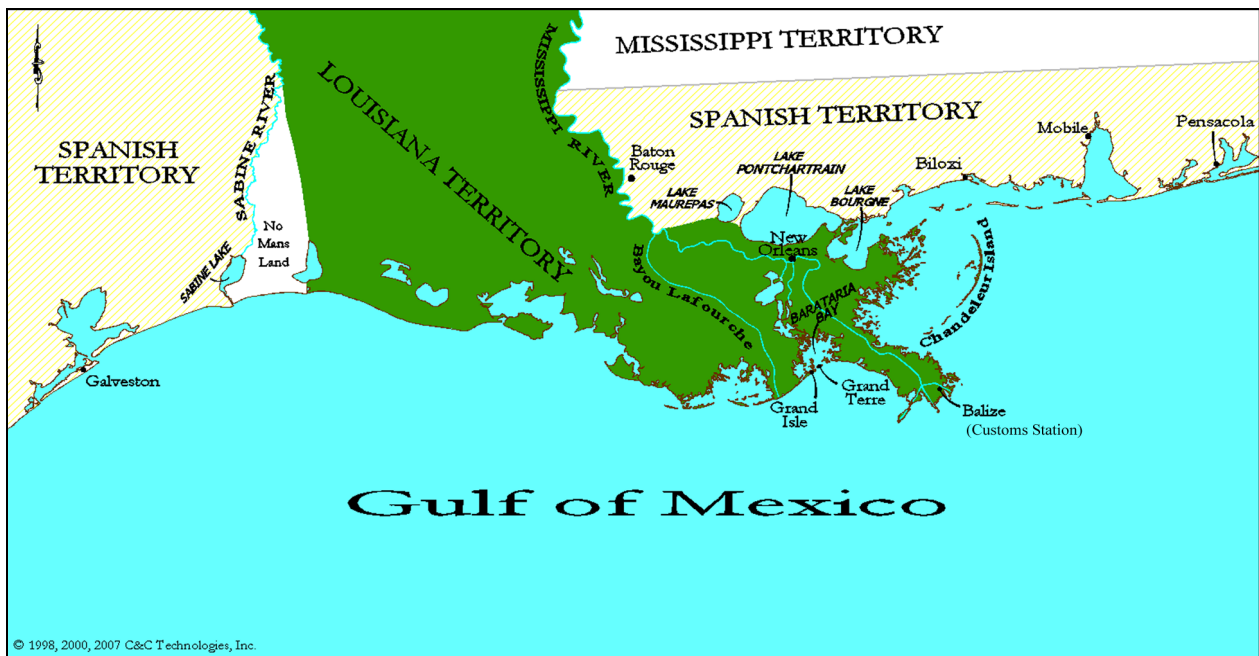 MISSISSIPPI TERRITORY
MISSISSIPPI RIVER
LOUISIANA TERRITORY
SPANISH TERRITORY
Mobile
Pensacola
SABINE RIVER
SPANISH
TERRITORY
Baton
Rouge
LAKE
PONTCHARTRAIN
Biloxi
LAKE
MAUREPAS
LAKE
BOURGNE
No
Mans
Land
SABINE LAKE
New
Orleans
Bayou Lafourche
BARATARIA
BAY
Chandeleur Island
Galveston
Grand
Terre
Grand
Isle
Balize
(Customs Station)
Gulf of Mexico
© 1998, 2000, 2007 C&C Technologies, Inc.